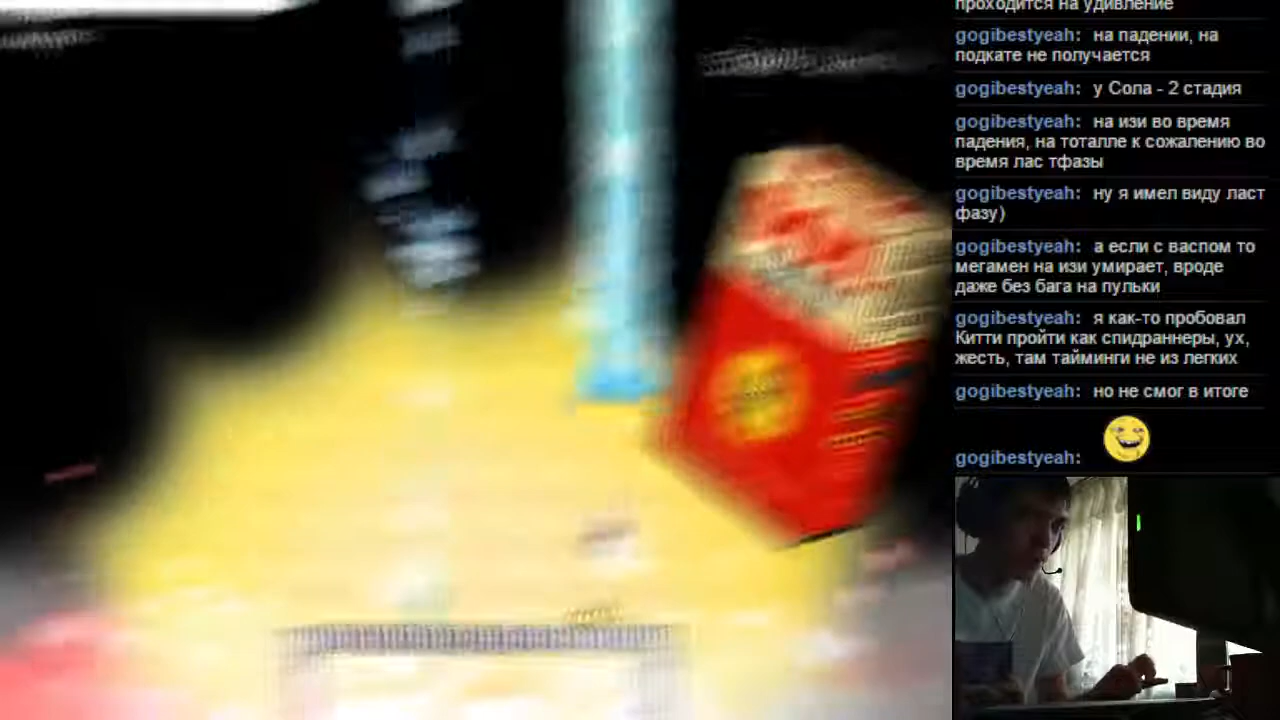 проходится на удивление
gogibestyeah: на падении, на
подкате не получается
gogibestyeah: у Сола - 2 стадия
gogibestyeah: на изи во время
падения, на тоталле к сожалению во
время лас тфазы
gogibestyeah: ну я имел виду ласт
фазу)
gogibestyeah: а если с васпом то
мегамен на изи умирает, вроде
даже без бага на пульки
gogibestyeah: я как-то пробовал
Китти пройти как спидраннеры, ух,
жесть, там тайминги не из легких
gogibestyeah: но не смог в итоге
gogibestyeah: